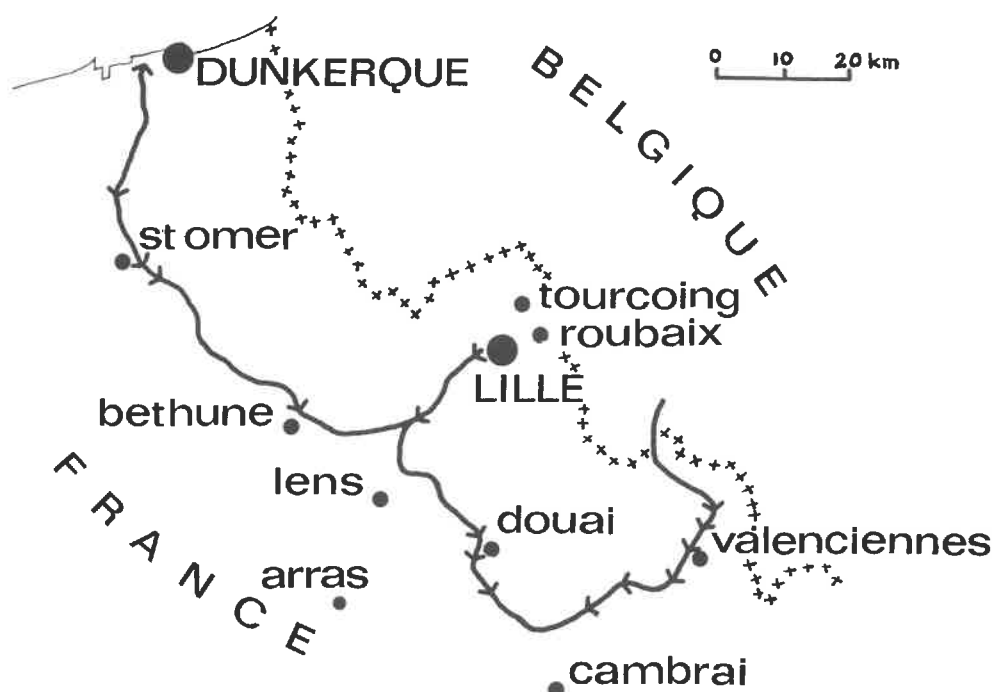 DUNKERQUE
0 10 20 km
BELGIQUE
st omer
tourcoing
roubaix
LILLE
bethune
lens
douai
valenciennes
FRANCE
arras
cambrai